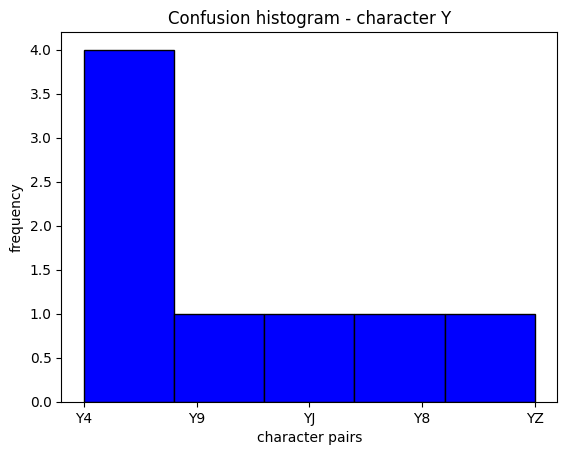 Confusion histogram - character Y
4.0
3.5
3.0
2.5
2.0
1.5
1.0
0.5
0.0
frequency
Y4 Y9 YJ Y8 YZ
character pairs